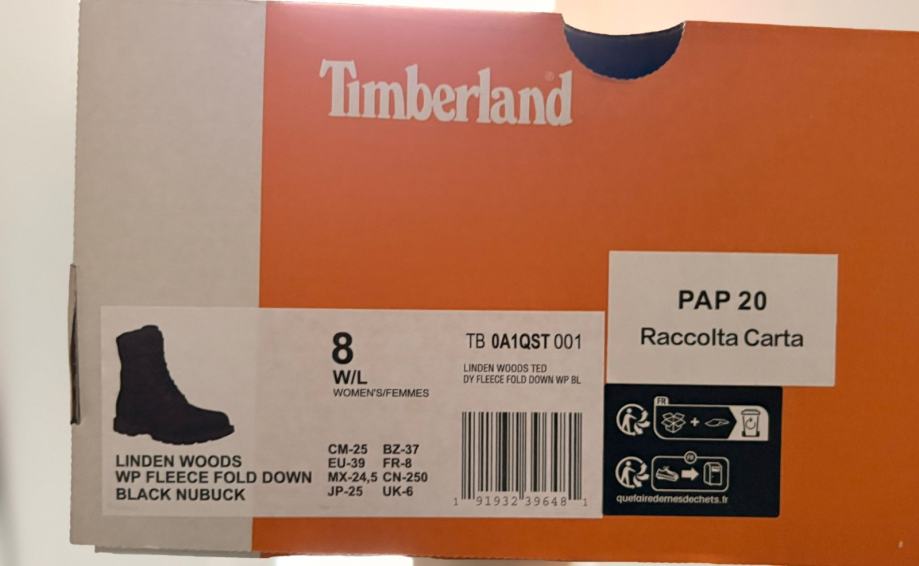 Timberland®
PAP 20
Raccolta Carta
8
W/L
WOMEN'S/FEMMES
TB 0A1QST 001
LINDEN WOODS TED
DY FLEECE FOLD DOWN WP BL
LINDEN WOODS
WP FLEECE FOLD DOWN
BLACK NUBUCK
CM-25 BZ-37
EU-39 FR-8
MX-24,5 CN-250
JP-25 UK-6
1 91932 39648 1
FR
+
FR
quefairedemesdechets.fr